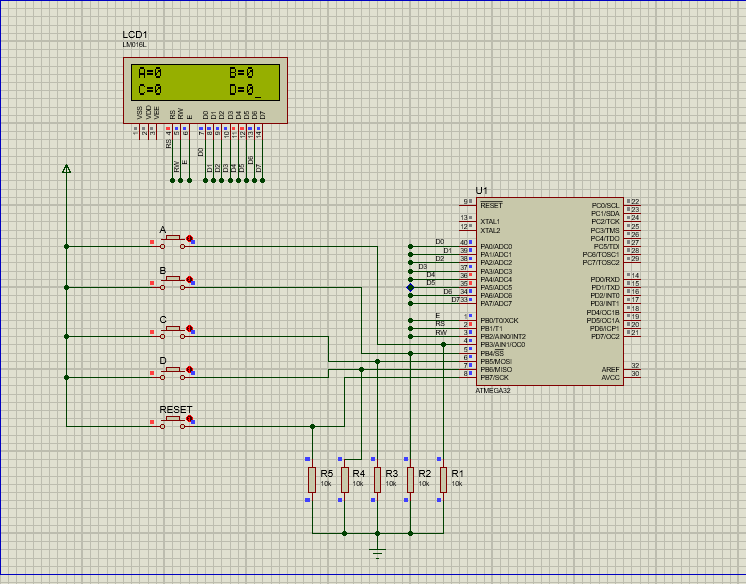 LCD1
LM016L
A=0 B=0
C=0 D=0_
VSS VDD VEE RS RW E D0 D1 D2 D3 D4 D5 D6 D7
1 2 3 4 5 6 7 8 9 10 11 12 13 14
RS RW E D0 D1 D2 D3 D4 D5 D6 D7
A
B
C
D
RESET
U1
9 RESET PC0/SCL 22
PC1/SDA 23
13 XTAL1 PC2/TCK 24
12 XTAL2 PC3/TMS 25
PC4/TDO 26
D0 40 PA0/ADC0 PC5/TDI 27
D1 39 PA1/ADC1 PC6/TOSC1 28
D2 38 PA2/ADC2 PC7/TOSC2 29
D3 37 PA3/ADC3
D4 36 PA4/ADC4 PD0/RXD 14
D5 35 PA5/ADC5 PD1/TXD 15
D6 34 PA6/ADC6 PD2/INT0 16
D7 33 PA7/ADC7 PD3/INT1 17
PD4/OC1B 18
E 1 PB0/T0/XCK PD5/OC1A 19
RS 2 PB1/T1 PD6/ICP1 20
RW 3 PB2/AIN0/INT2 PD7/OC2 21
4 PB3/AIN1/OC0
5 PB4/SS
6 PB5/MOSI
7 PB6/MISO AREF 32
8 PB7/SCK AVCC 30
ATMEGA32
R5 R4 R3 R2 R1
10k 10k 10k 10k 10k